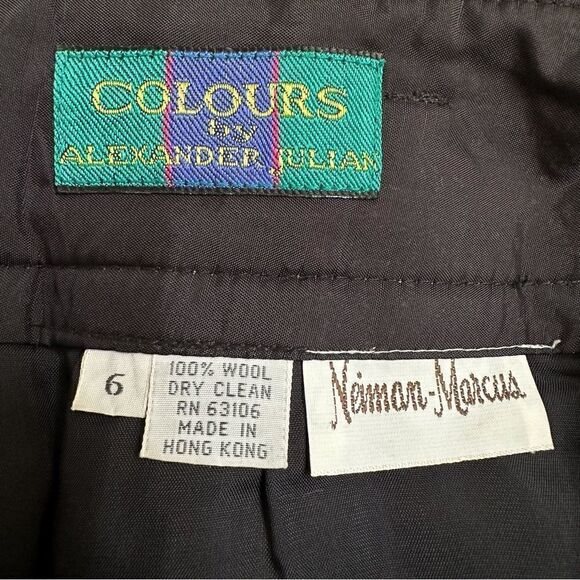 COLOURS
by
ALEXANDER JULIAN
6
100% WOOL
DRY CLEAN
RN 63106
MADE IN
HONG KONG
Neiman-Marcus